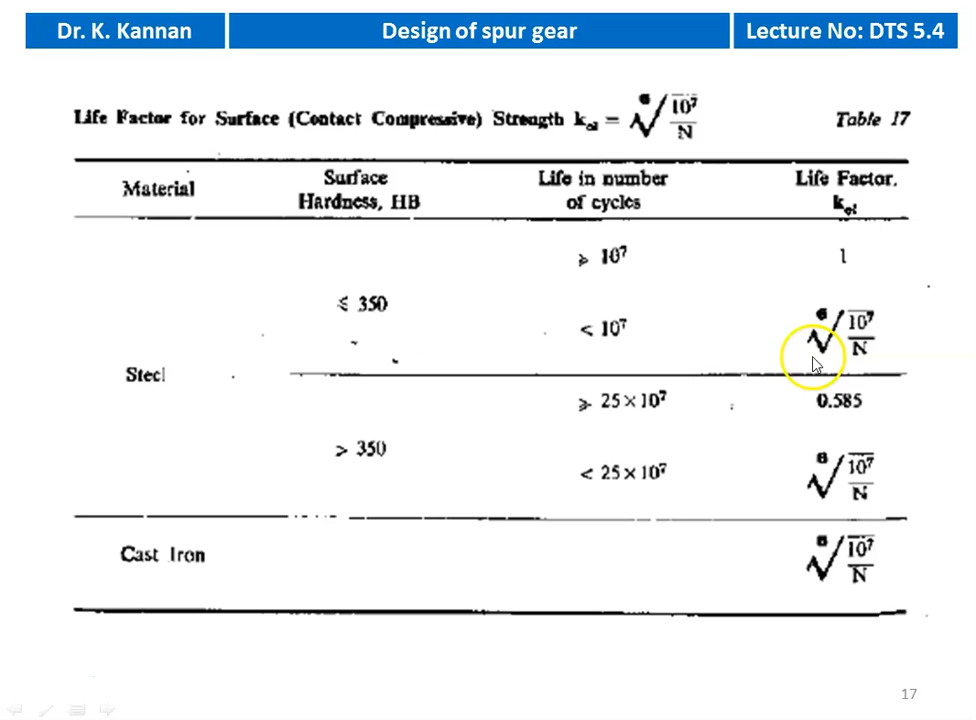 Dr. K. Kannan
Design of spur gear
Lecture No: DTS 5.4
Life Factor for Surface (Contact Compressive) Strength k_cl = ⁶√(10⁷/N)
Table 17
Material
Surface Hardness, HB
Life in number of cycles
Life Factor, k_cl
⩾ 10⁷
1
⩽ 350
< 10⁷
⁶√(10⁷/N)
Steel
⩾ 25 × 10⁷
0.585
> 350
< 25 × 10⁷
⁶√(10⁷/N)
Cast Iron
⁶√(10⁷/N)
17